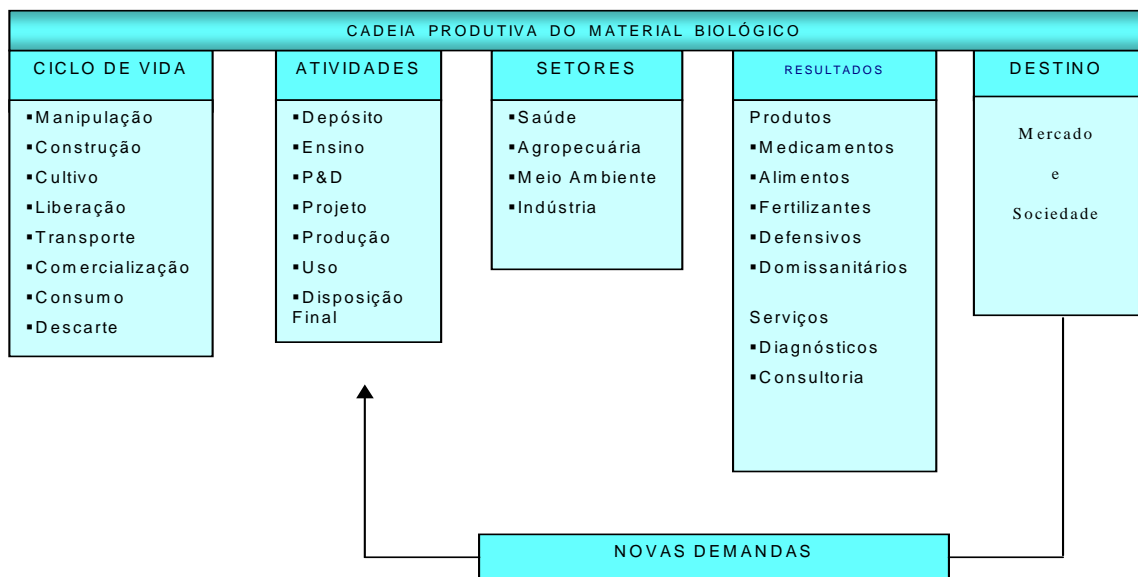 CADEIA PRODUTIVA DO MATERIAL BIOLÓGICO
CICLO DE VIDA
▪Manipulação
▪Construção
▪Cultivo
▪Liberação
▪Transporte
▪Comercialização
▪Consumo
▪Descarte
ATIVIDADES
▪Depósito
▪Ensino
▪P&D
▪Projeto
▪Produção
▪Uso
▪Disposição
Final
SETORES
▪Saúde
▪Agropecuária
▪Meio Ambiente
▪Indústria
RESULTADOS
Produtos
▪Medicamentos
▪Alimentos
▪Fertilizantes
▪Defensivos
▪Domissanitários
Serviços
▪Diagnósticos
▪Consultoria
DESTINO
Mercado
e
Sociedade
NOVAS DEMANDAS